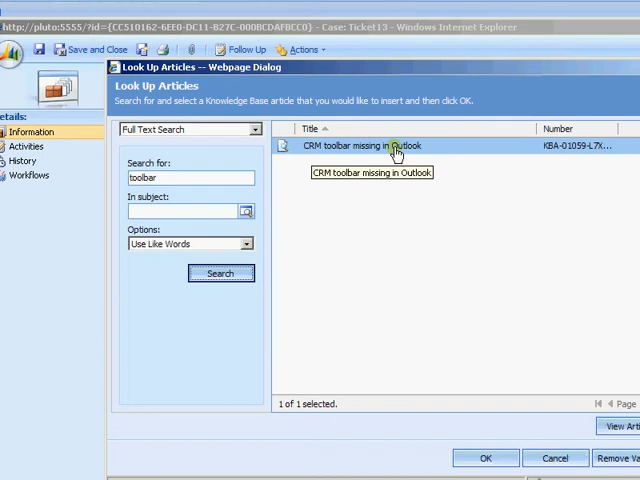 http://pluto:5555/?id={CC510162-6EE0-DC11-B27C-000BCDAFBCC0} - Case: Ticket13 - Windows Internet Explorer
Save and Close
Follow Up
Actions
Look Up Articles -- Webpage Dialog
Look Up Articles
Search for and select a Knowledge Base article that you would like to insert and then click OK.
etails:
Information
Activities
History
Workflows
Full Text Search
Search for:
toolbar
In subject:
Options:
Use Like Words
Search
Title
Number
CRM toolbar missing in Outlook
KBA-01059-L7X...
CRM toolbar missing in Outlook
1 of 1 selected.
Page
View Arti
OK
Cancel
Remove Va